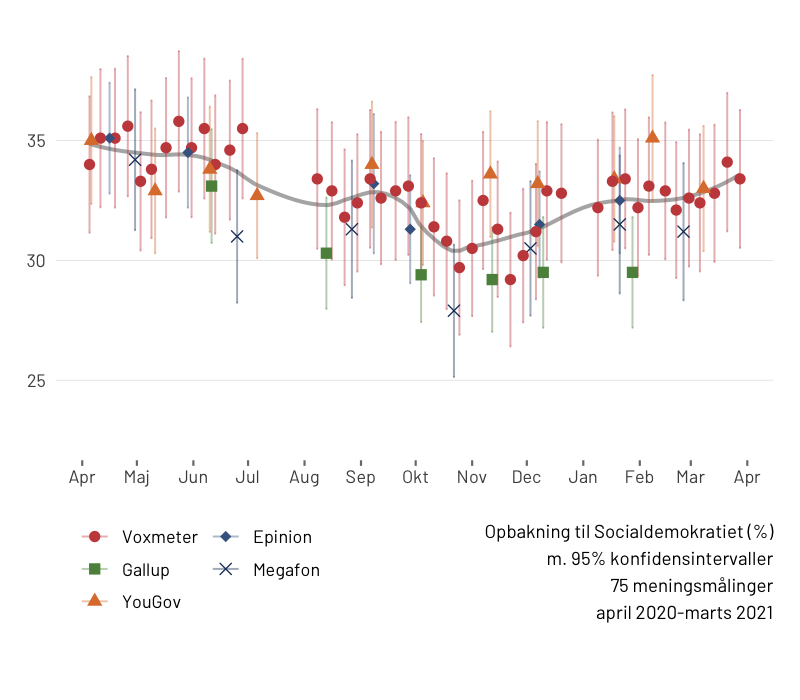 35
30
25
Apr Maj Jun Jul Aug Sep Okt Nov Dec Jan Feb Mar Apr
Voxmeter Epinion
Gallup Megafon
YouGov
Opbakning til Socialdemokratiet (%)
m. 95% konfidensintervaller
75 meningsmålinger
april 2020-marts 2021